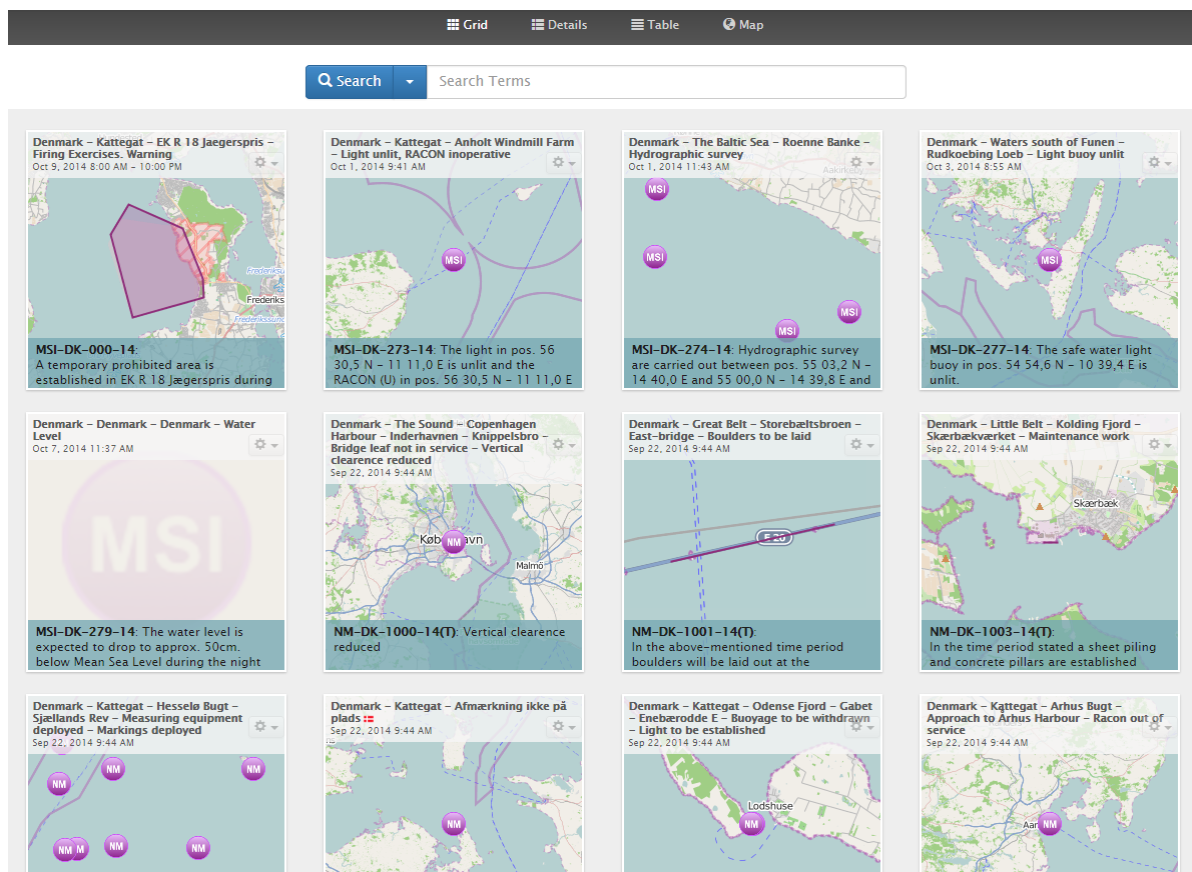 Grid Details Table Map
Search Search Terms
Denmark – Kattegat – EK R 18 Jaegerspris –
Firing Exercises. Warning
Oct 9, 2014 8:00 AM – 10:00 PM
Frederiks
MSI-DK-000-14:
A temporary prohibited area is
established in EK R 18 Jægerspris during
Denmark – Kattegat – Anholt Windmill Farm
– Light unlit, RACON inoperative
Oct 1, 2014 9:41 AM
MSI
MSI-DK-273-14: The light in pos. 56
30,5 N – 11 11,0 E is unlit and the
RACON (U) in pos. 56 30,5 N – 11 11,0 E
Denmark – The Baltic Sea – Roenne Banke –
Hydrographic survey
Oct 1, 2014 11:43 AM
MSI
MSI
MSI
MSI
MSI-DK-274-14: Hydrographic survey
are carried out between pos. 55 03,2 N –
14 40,0 E and 55 00,0 N – 14 39,8 E and
Denmark – Waters south of Funen –
Rudkoebing Loeb – Light buoy unlit
Oct 3, 2014 8:55 AM
MSI
MSI-DK-277-14: The safe water light
buoy in pos. 54 54,6 N – 10 39,4 E is
unlit.
Denmark – Denmark – Denmark – Water
Level
Oct 7, 2014 11:37 AM
MSI
MSI-DK-279-14: The water level is
expected to drop to approx. 50cm.
below Mean Sea Level during the night
Denmark – The Sound – Copenhagen
Harbour – Inderhavnen – Knippelsbro –
Bridge leaf not in service – Vertical
clearence reduced
Sep 22, 2014 9:44 AM
NM
Malmö
NM-DK-1000-14(T): Vertical clearence
reduced
Denmark – Great Belt – Storebæltsbroen –
East-bridge – Boulders to be laid
Sep 22, 2014 9:44 AM
E 20
NM-DK-1001-14(T):
In the above-mentioned time period
boulders will be laid out at the
Denmark – Little Belt – Kolding Fjord –
Skærbækværket – Maintenance work
Sep 22, 2014 9:44 AM
Skærbæk
NM-DK-1003-14(T):
In the time period stated a sheet piling
and concrete pillars are established
Denmark – Kattegat – Hesselø Bugt –
Sjællands Rev – Measuring equipment
deployed – Markings deployed
Sep 22, 2014 9:44 AM
NM
NM
NM
NM M
NM
NM
Denmark – Kattegat – Afmærkning ikke på
plads
Sep 22, 2014 9:44 AM
NM
Denmark – Kattegat – Odense Fjord – Gabet
– Enebærodde E – Buoyage to be withdrawn
– Light to be established
Sep 22, 2014 9:44 AM
Lodshuse
NM
Denmark – Kattegat – Arhus Bugt –
Approach to Århus Harbour – Racon out of
service
Sep 22, 2014 9:44 AM
Aar NM